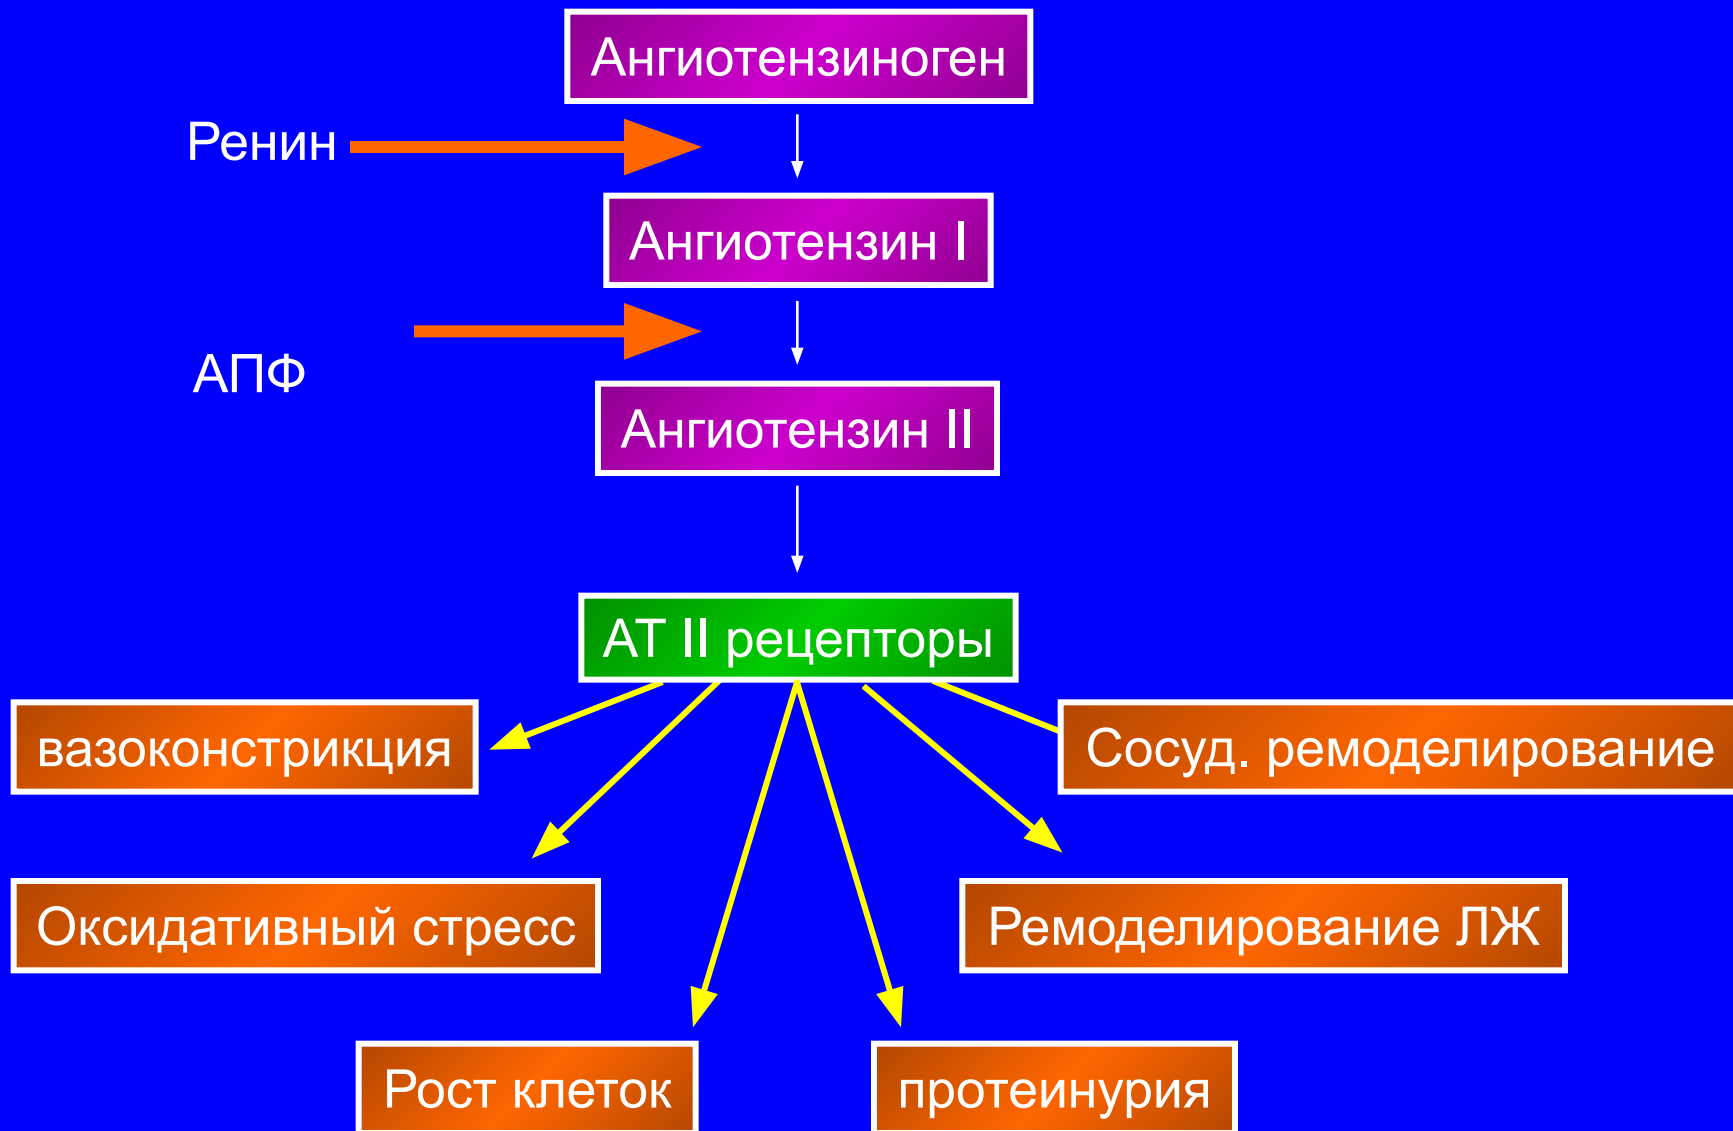 Ангиотензиноген
Ренин
Ангиотензин I
АПФ
Ангиотензин II
АТ II рецепторы
вазоконстрикция
Сосуд. ремоделирование
Оксидативный стресс
Ремоделирование ЛЖ
Рост клеток
протеинурия